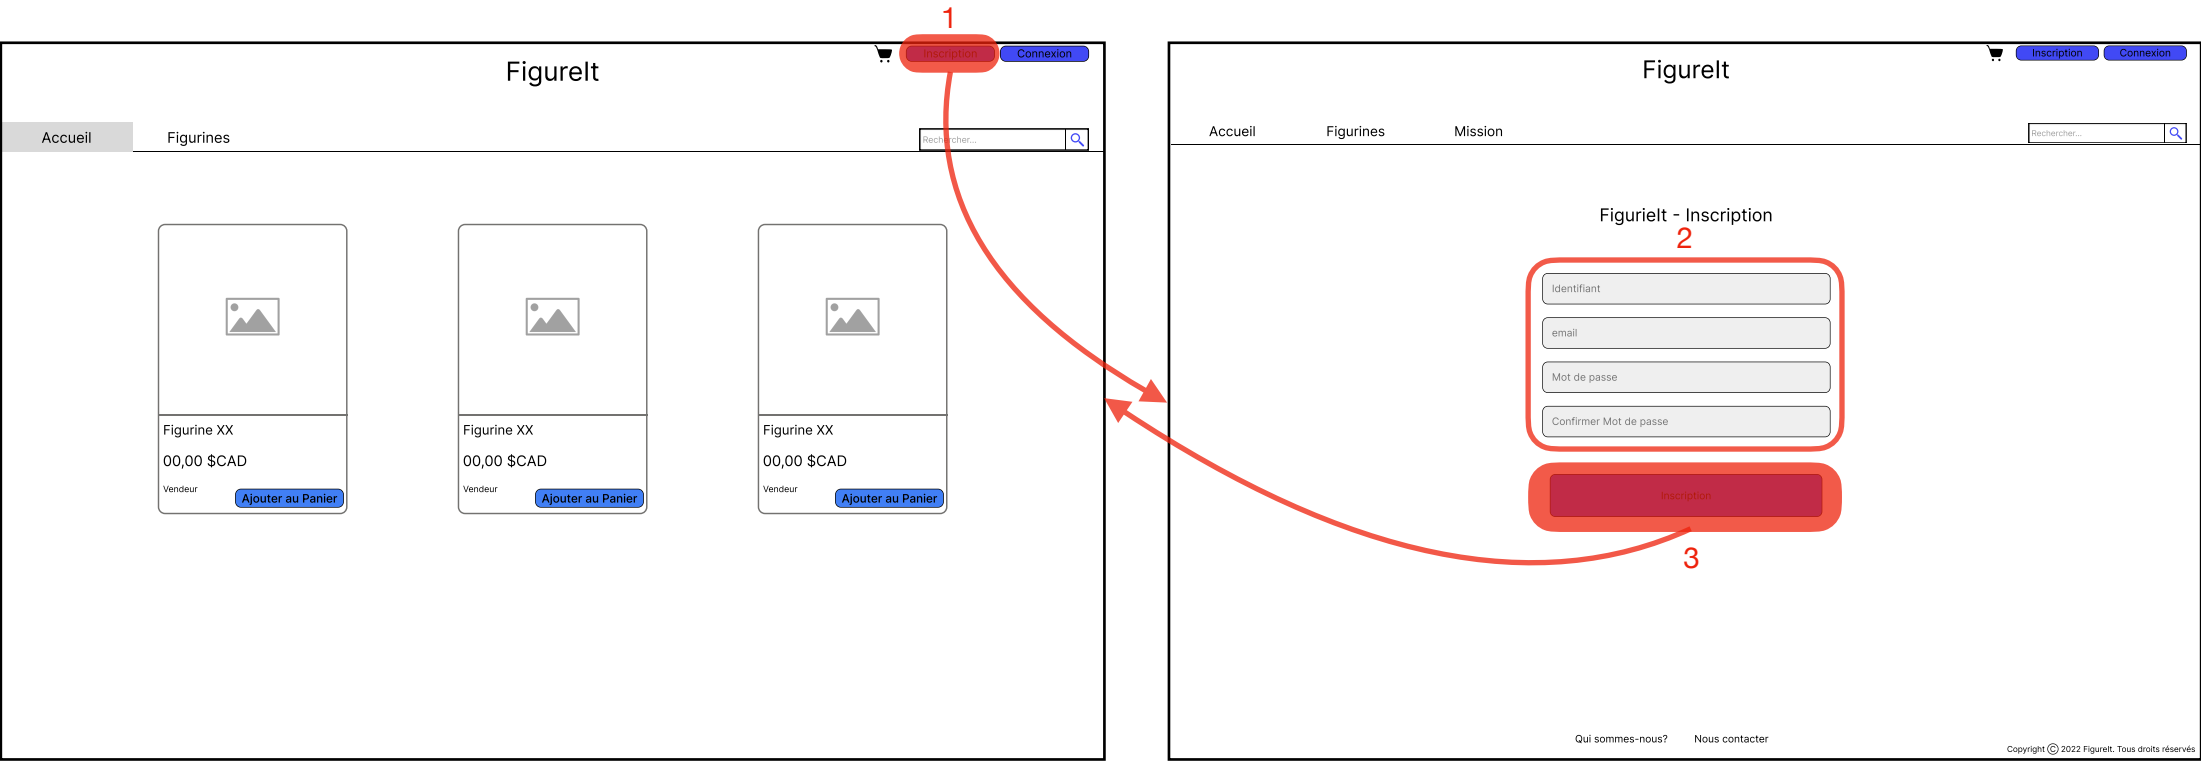 1
Inscription
Connexion
FigureIt
Accueil
Figurines
Rechercher...
Figurine XX
00,00 $CAD
Vendeur
Ajouter au Panier
Figurine XX
00,00 $CAD
Vendeur
Ajouter au Panier
Figurine XX
00,00 $CAD
Vendeur
Ajouter au Panier
Inscription
Connexion
FigureIt
Accueil
Figurines
Mission
Rechercher...
FigurieIt - Inscription
2
Identifiant
email
Mot de passe
Confirmer Mot de passe
Inscription
3
Qui sommes-nous?
Nous contacter
Copyright Ⓒ 2022 FigureIt. Tous droits réservés